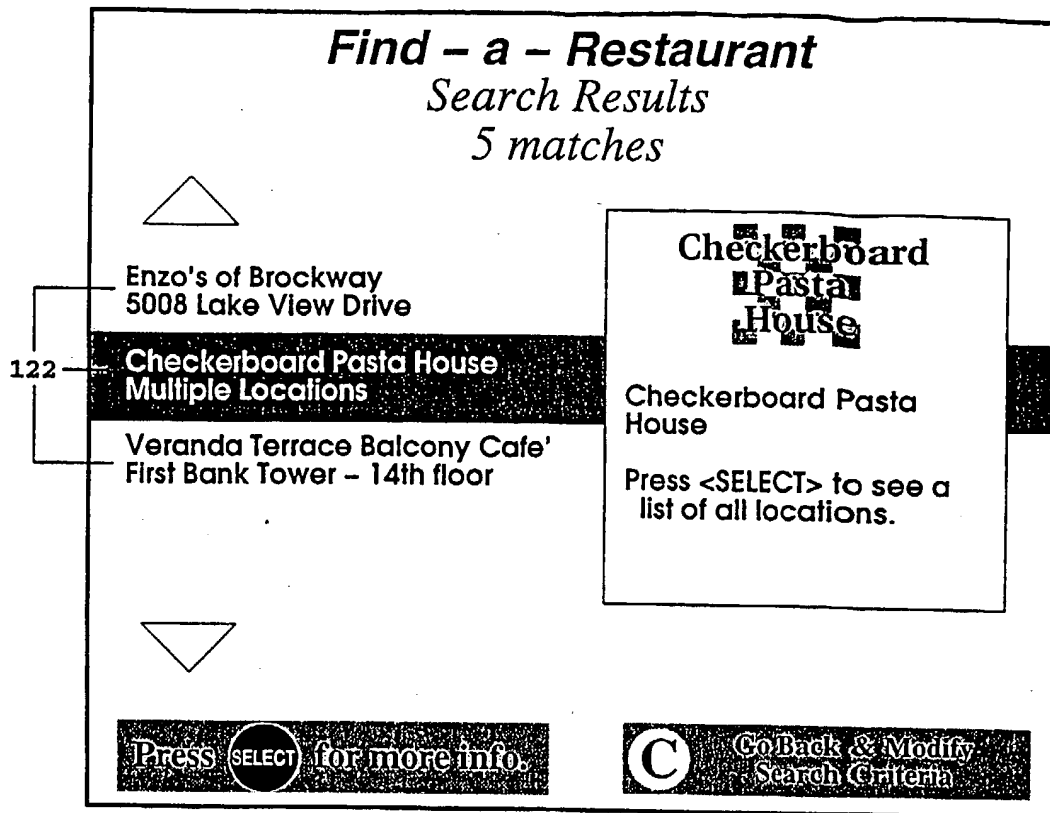 Find – a – Restaurant
Search Results
5 matches
Enzo's of Brockway
5008 Lake View Drive
122
Checkerboard Pasta House
Multiple Locations
Veranda Terrace Balcony Cafe'
First Bank Tower – 14th floor
Checkerboard
Pasta
House
Checkerboard Pasta
House
Press <SELECT> to see a
list of all locations.
Press SELECT for more info.
C Go Back & Modify
Search Criteria